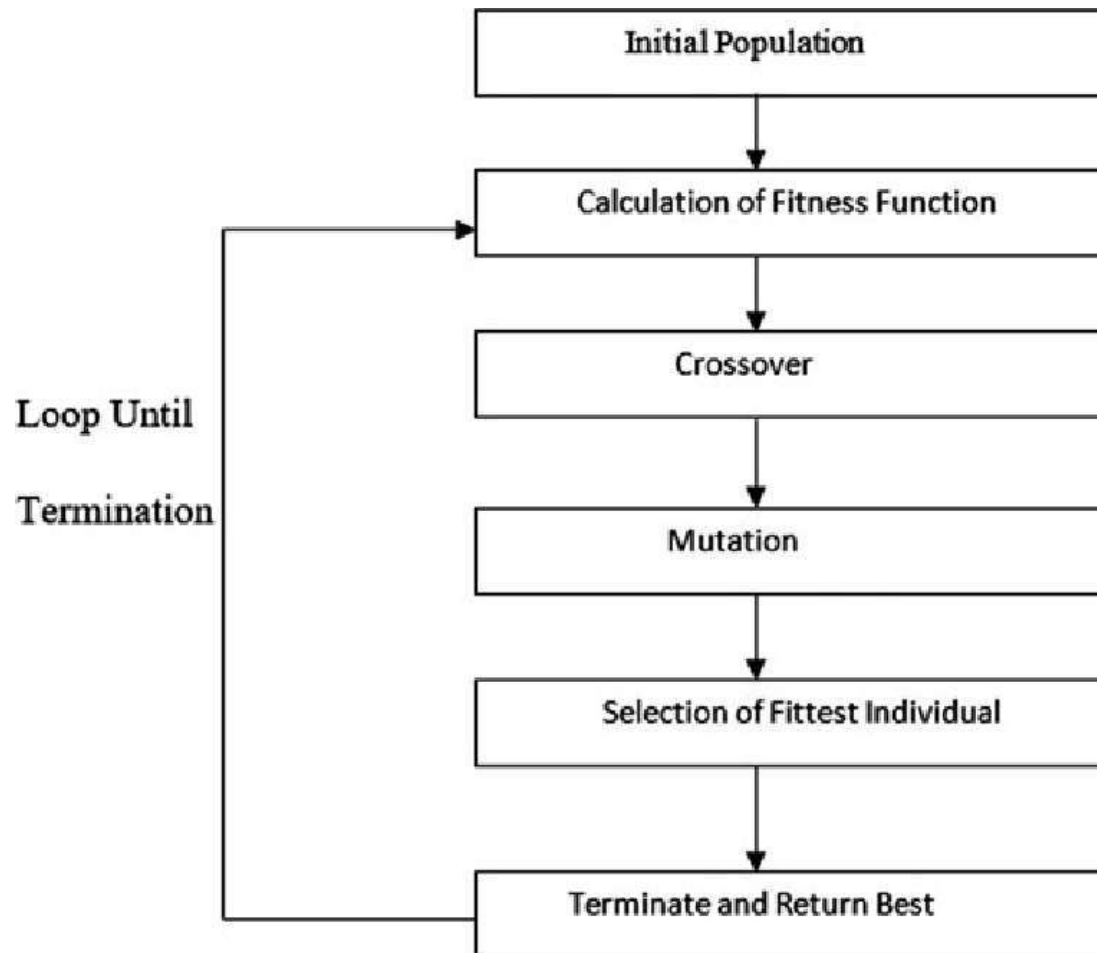 Initial Population
Calculation of Fitness Function
Crossover
Loop Until
Termination
Mutation
Selection of Fittest Individual
Terminate and Return Best